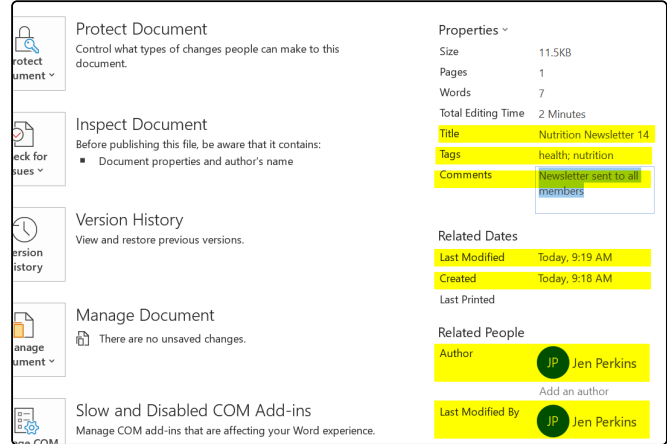 Protect Document
Control what types of changes people can make to this
document.
rotect
ument
Inspect Document
Before publishing this file, be aware that it contains:
Document properties and author's name
eck for
sues
Version History
View and restore previous versions.
ersion
istory
Manage Document
There are no unsaved changes.
anage
ument
Slow and Disabled COM Add-ins
Manage COM add-ins that are affecting your Word experience.
Properties
Size 11.5KB
Pages 1
Words 7
Total Editing Time 2 Minutes
Title Nutrition Newsletter 14
Tags health; nutrition
Comments Newsletter sent to all
members
Related Dates
Last Modified Today, 9:19 AM
Created Today, 9:18 AM
Last Printed
Related People
Author JP Jen Perkins
Add an author
Last Modified By JP Jen Perkins